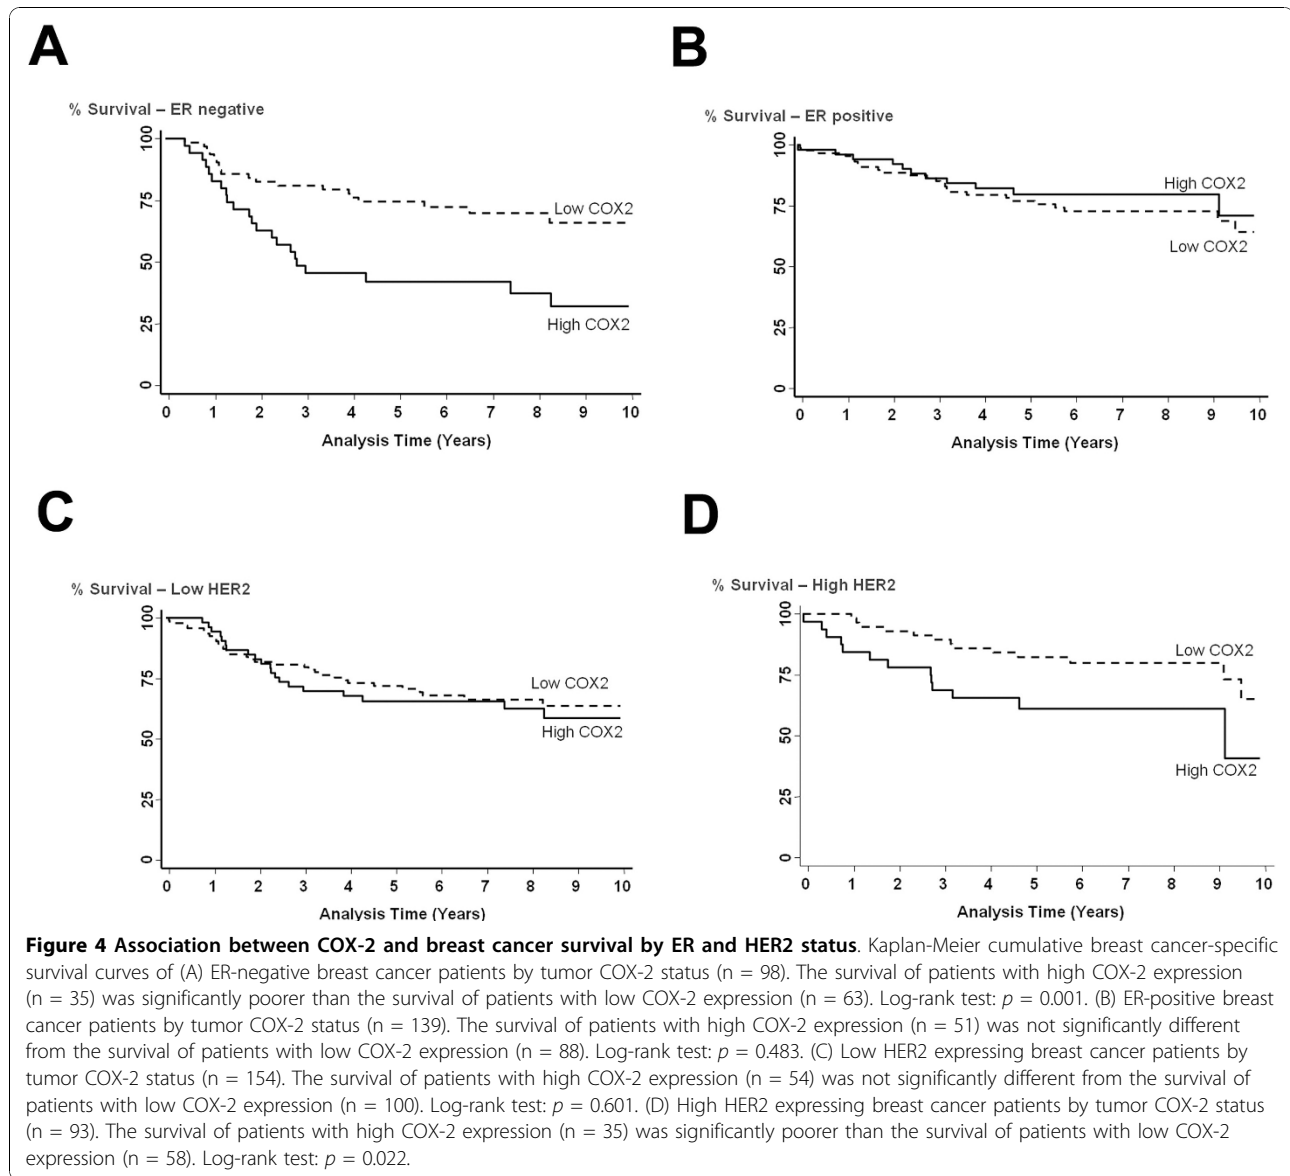 A
B
% Survival – ER negative
100
75
50
25
0
Low COX2
High COX2
0 1 2 3 4 5 6 7 8 9 10
Analysis Time (Years)
% Survival – ER positive
100
75
50
25
0
High COX2
Low COX2
0 1 2 3 4 5 6 7 8 9 10
Analysis Time (Years)
C
D
% Survival – Low HER2
100
75
50
25
0
Low COX2
High COX2
0 1 2 3 4 5 6 7 8 9 10
Analysis Time (Years)
% Survival – High HER2
100
75
50
25
0
Low COX2
High COX2
0 1 2 3 4 5 6 7 8 9 10
Analysis Time (Years)
Figure 4 Association between COX-2 and breast cancer survival by ER and HER2 status. Kaplan-Meier cumulative breast cancer-specific
survival curves of (A) ER-negative breast cancer patients by tumor COX-2 status (n = 98). The survival of patients with high COX-2 expression
(n = 35) was significantly poorer than the survival of patients with low COX-2 expression (n = 63). Log-rank test: p = 0.001. (B) ER-positive breast
cancer patients by tumor COX-2 status (n = 139). The survival of patients with high COX-2 expression (n = 51) was not significantly different
from the survival of patients with low COX-2 expression (n = 88). Log-rank test: p = 0.483. (C) Low HER2 expressing breast cancer patients by
tumor COX-2 status (n = 154). The survival of patients with high COX-2 expression (n = 54) was not significantly different from the survival of
patients with low COX-2 expression (n = 100). Log-rank test: p = 0.601. (D) High HER2 expressing breast cancer patients by tumor COX-2 status
(n = 93). The survival of patients with high COX-2 expression (n = 35) was significantly poorer than the survival of patients with low COX-2
expression (n = 58). Log-rank test: p = 0.022.